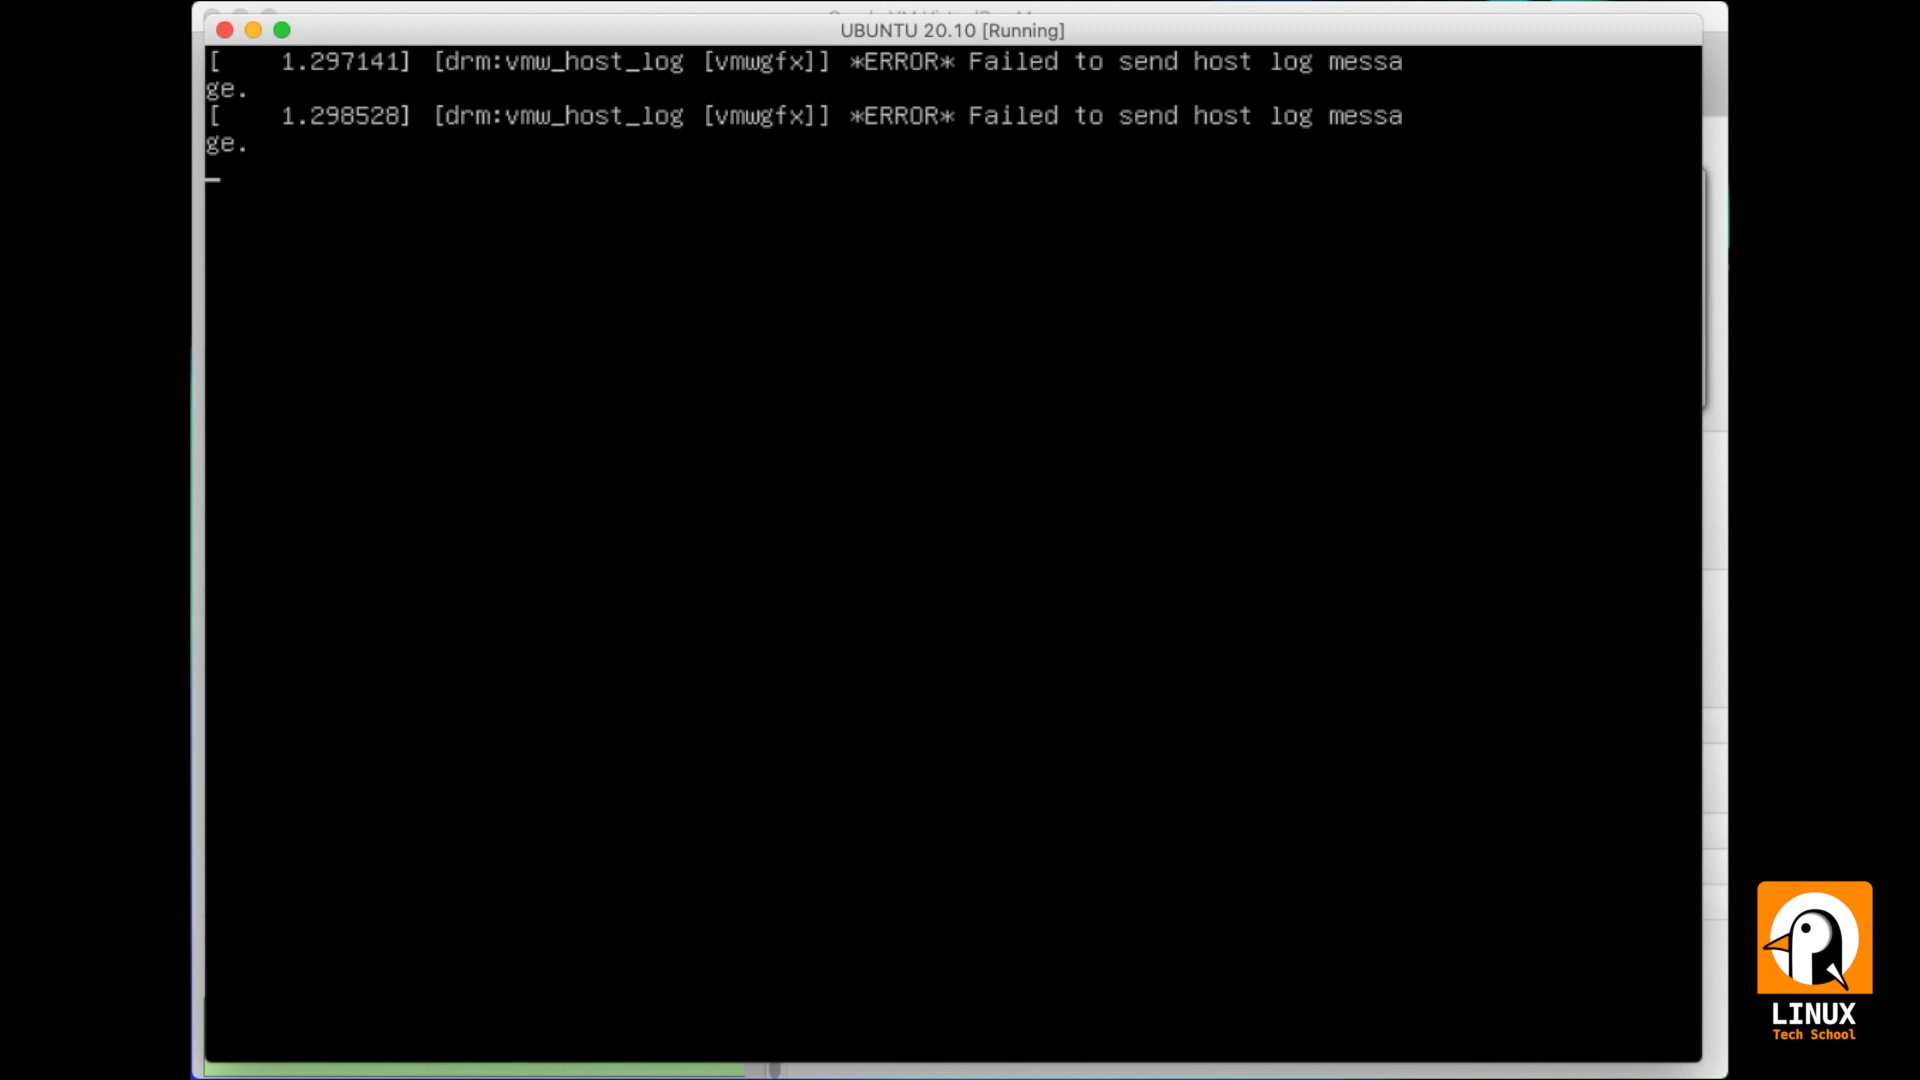 UBUNTU 20.10 [Running]
[    1.297141] [drm:vmw_host_log [vmwgfx]] *ERROR* Failed to send host log messa
ge.
[    1.298528] [drm:vmw_host_log [vmwgfx]] *ERROR* Failed to send host log messa
ge.
LINUX
Tech School